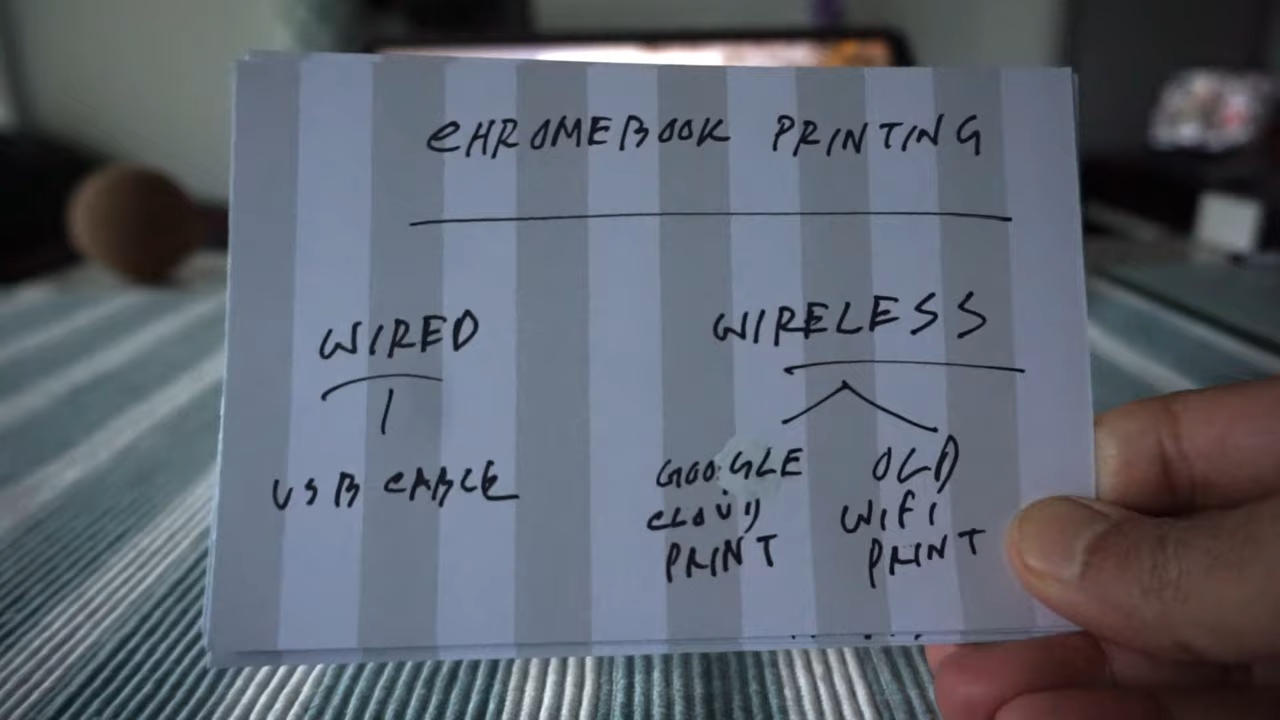 CHROMEBOOK PRINTING
WIRED
WIRELESS
USB CABLE
GOOGLE
CLOUD
PRINT
OLD
WIFI
PRINT